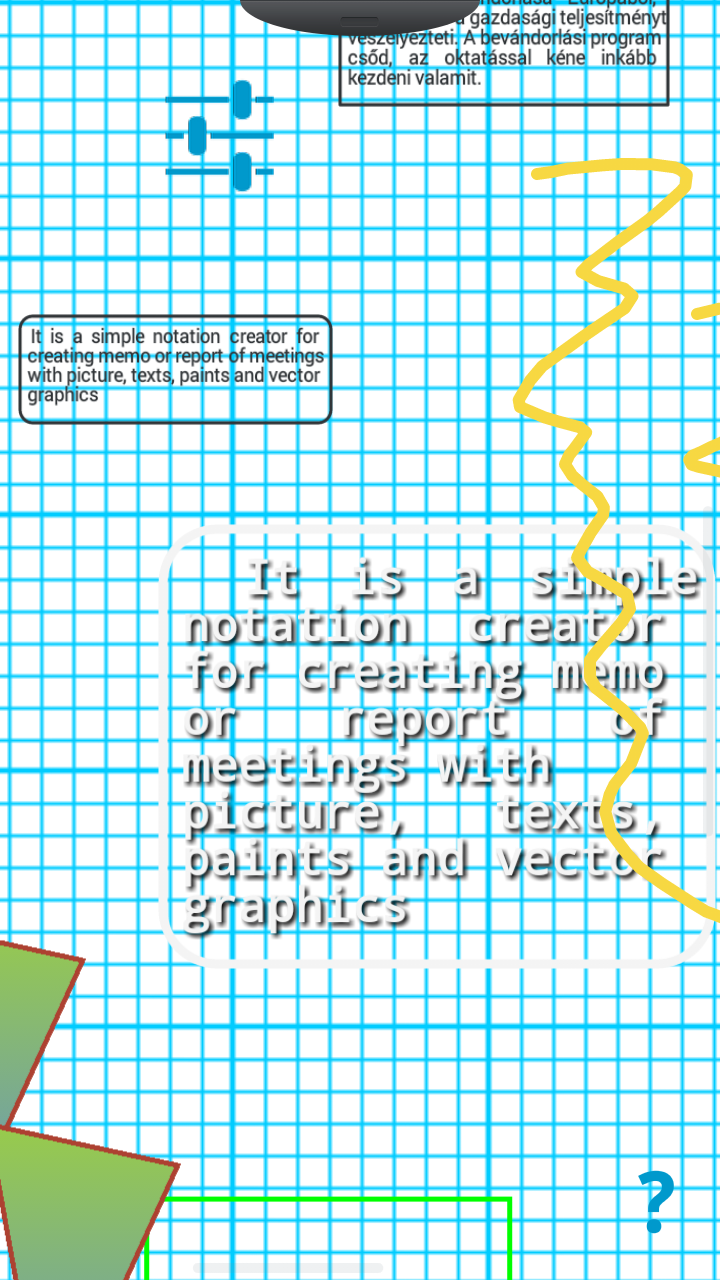 Európából,
a gazdasági teljesítményt
veszélyezteti. A bevándorlási program
csőd, az oktatással kéne inkább
kezdeni valamit.
It is a simple notation creator for
creating memo or report of meetings
with picture, texts, paints and vector
graphics
It is a simple
notation creator
for creating memo
or report of
meetings with
picture, texts,
paints and vector
graphics
?